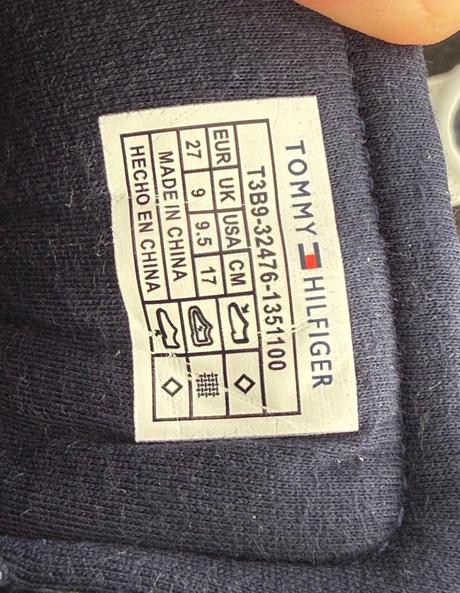 TOMMY HILFIGER
T3B9-32476-1351100
EUR UK USA CM
27 9 9.5 17
MADE IN CHINA
HECHO EN CHINA